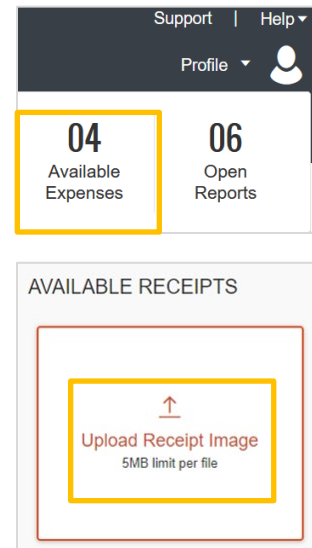 Support | Help
Profile
04 06
Available Open
Expenses Reports
AVAILABLE RECEIPTS
Upload Receipt Image
5MB limit per file